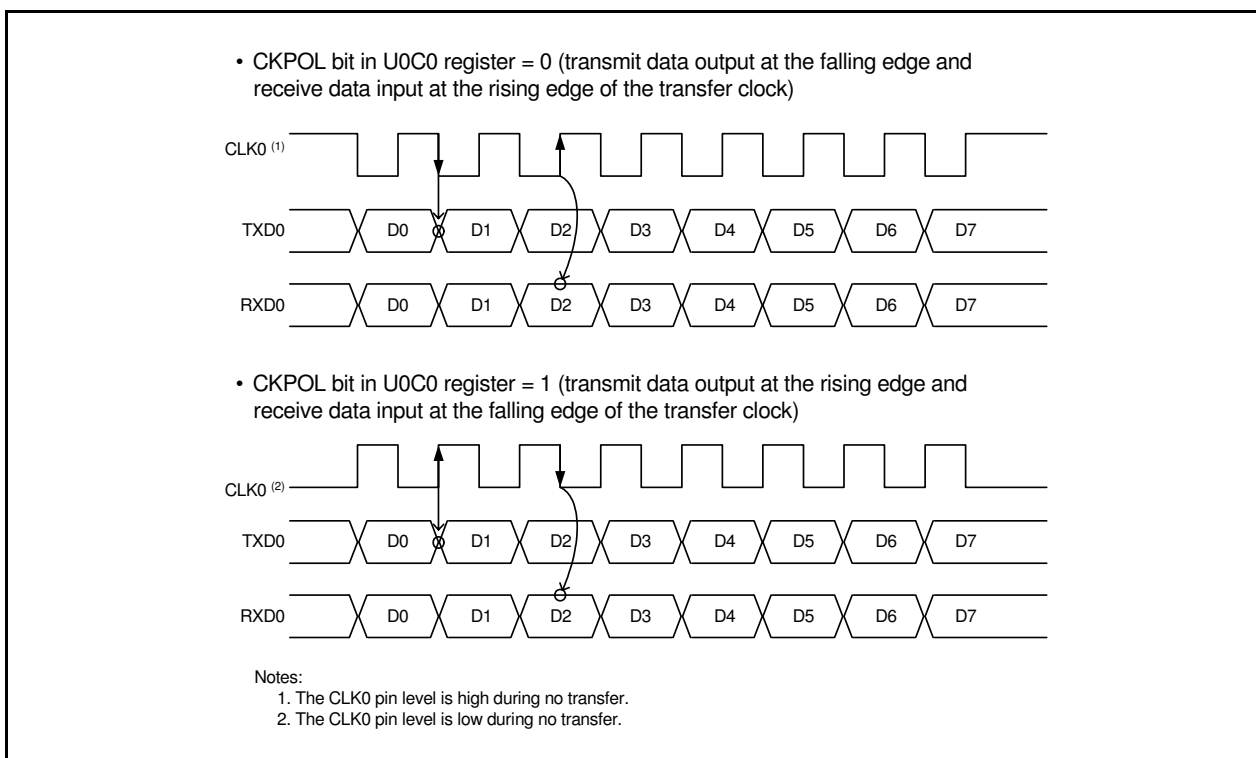 • CKPOL bit in U0C0 register = 0 (transmit data output at the falling edge and
receive data input at the rising edge of the transfer clock)
CLK0 (1)
TXD0 D0 D1 D2 D3 D4 D5 D6 D7
RXD0 D0 D1 D2 D3 D4 D5 D6 D7
• CKPOL bit in U0C0 register = 1 (transmit data output at the rising edge and
receive data input at the falling edge of the transfer clock)
CLK0 (2)
TXD0 D0 D1 D2 D3 D4 D5 D6 D7
RXD0 D0 D1 D2 D3 D4 D5 D6 D7
Notes:
1. The CLK0 pin level is high during no transfer.
2. The CLK0 pin level is low during no transfer.